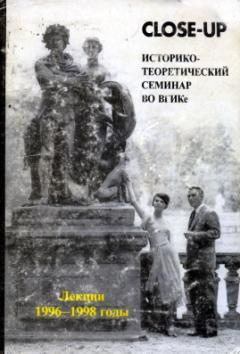 CLOSE-UP
ИСТОРИКО-
ТЕОРЕТИЧЕСКИЙ
СЕМИНАР
ВО ВГИКе
Лекции
1996–1998 годы